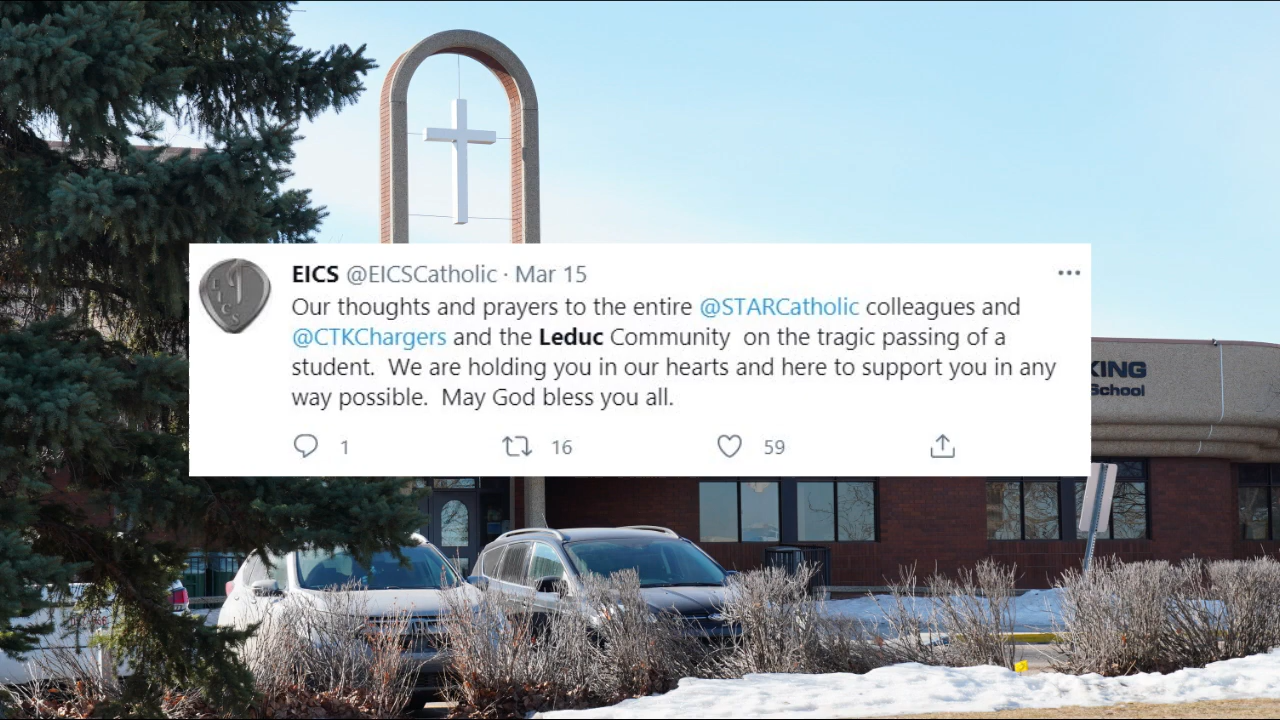 EICS @EICSCatholic · Mar 15
Our thoughts and prayers to the entire @STARCatholic colleagues and
@CTKChargers and the Leduc Community on the tragic passing of a
student. We are holding you in our hearts and here to support you in any
way possible. May God bless you all.
1 16 59
EICS
KING
School